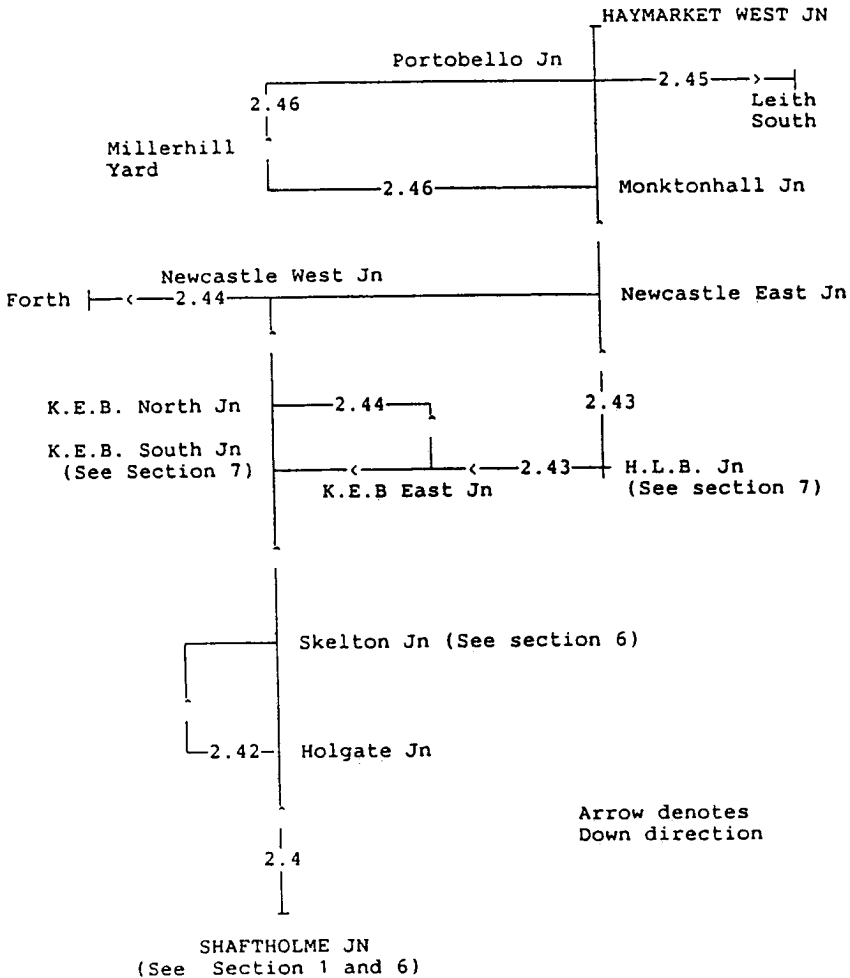 HAYMARKET WEST JN
Portobello Jn
2.45
2.46
Leith
South
Millerhill
Yard
2.46
Monktonhall Jn
Newcastle West Jn
Forth
2.44
Newcastle East Jn
K.E.B. North Jn
2.44
2.43
K.E.B. South Jn
(See Section 7)
2.43
H.L.B. Jn
(See section 7)
K.E.B East Jn
Skelton Jn (See section 6)
2.42
Holgate Jn
Arrow denotes
Down direction
2.4
SHAFTHOLME JN
(See Section 1 and 6)